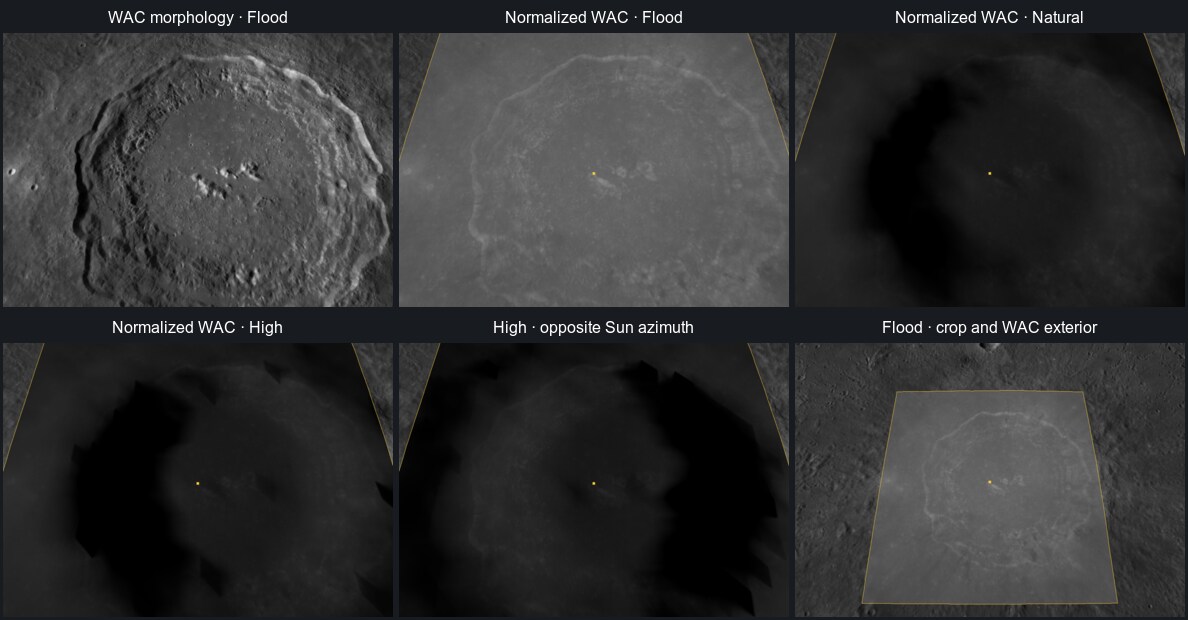 WAC morphology · Flood
Normalized WAC · Flood
Normalized WAC · Natural
Normalized WAC · High
High · opposite Sun azimuth
Flood · crop and WAC exterior